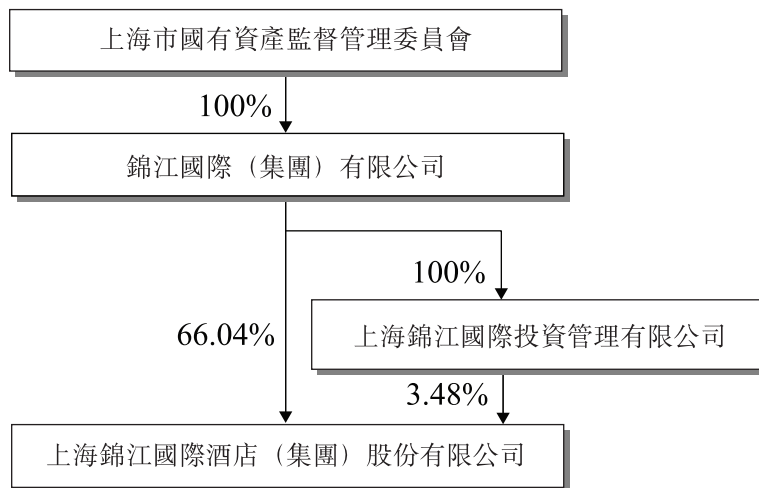 上海市國有資產監督管理委員會
100%
錦江國際（集團）有限公司
100%
66.04%
上海錦江國際投資管理有限公司
3.48%
上海錦江國際酒店（集團）股份有限公司